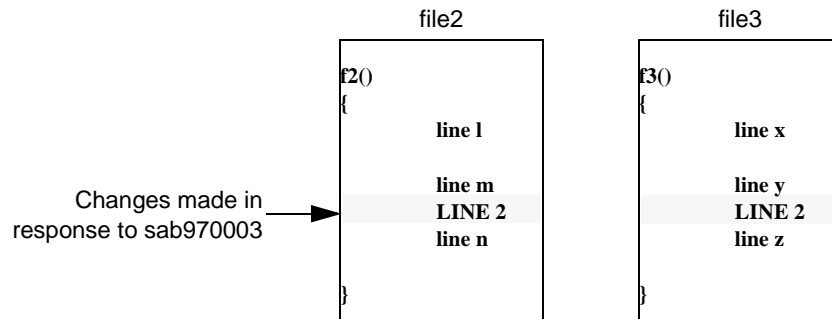 file2
f2()
{
line l
line m
LINE 2
line n
}
file3
f3()
{
line x
line y
LINE 2
line z
}
Changes made in
response to sab970003